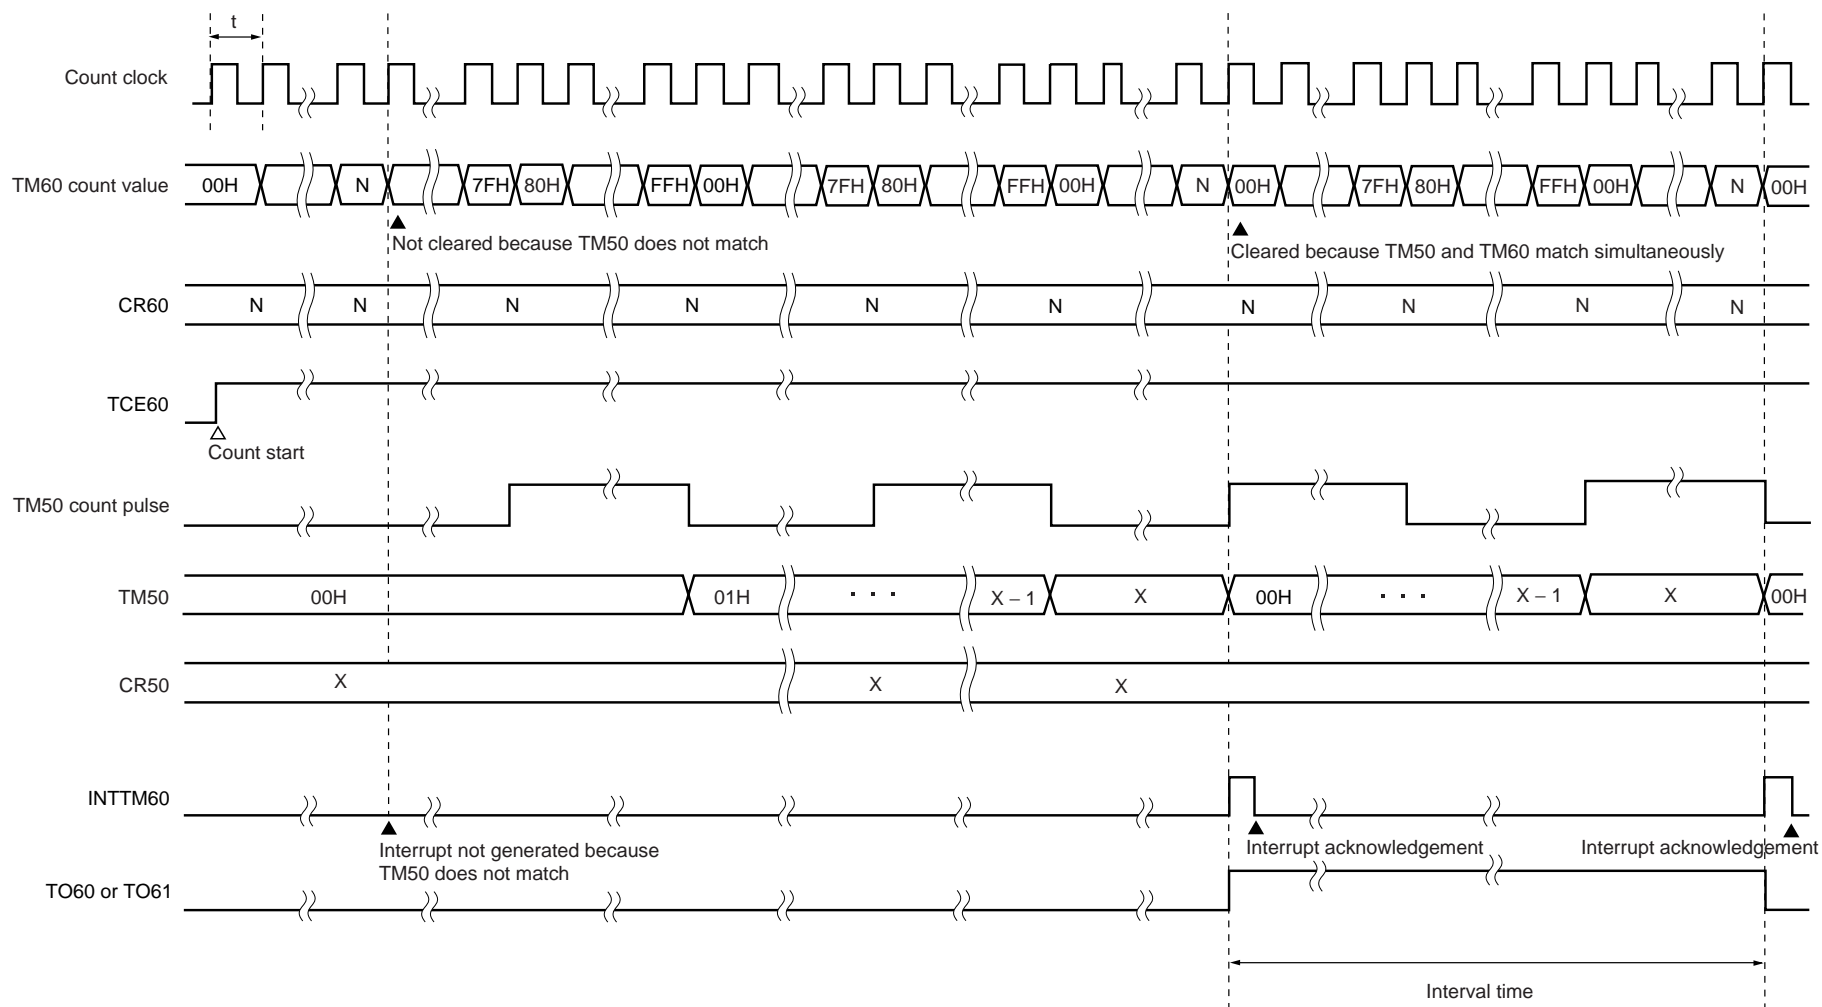 t
Count clock
TM60 count value 00H N 7FH 80H FFH 00H 7FH 80H FFH 00H N 00H 7FH 80H FFH 00H N 00H
Not cleared because TM50 does not match
Cleared because TM50 and TM60 match simultaneously
CR60 N N N N N N N N N N
TCE60
Count start
TM50 count pulse
TM50 00H 01H · · · X – 1 X 00H · · · X – 1 X 00H
CR50 X X X
INTTM60
Interrupt not generated because
TM50 does not match
Interrupt acknowledgement
Interrupt acknowledgement
TO60 or TO61
Interval time